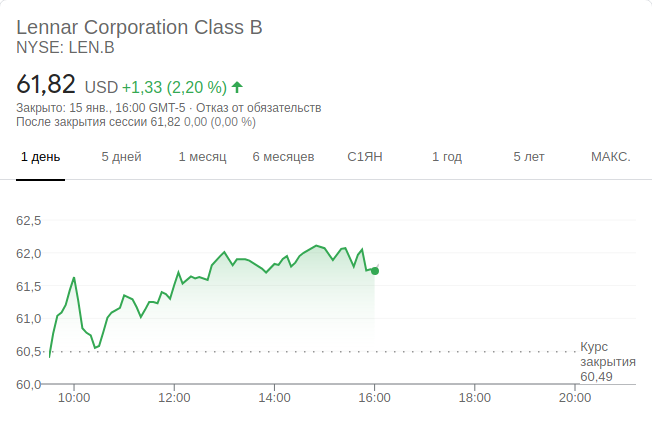 Lennar Corporation Class B
NYSE: LEN.B
61,82 USD +1,33 (2,20 %)
Закрыто: 15 янв., 16:00 GMT-5 · Отказ от обязательств
После закрытия сессии 61,82 0,00 (0,00 %)
1 день 5 дней 1 месяц 6 месяцев С1ЯН 1 год 5 лет МАКС.
62,5
62,0
61,5
61,0
60,5
60,0
Курс
закрытия
60,49
10:00 12:00 14:00 16:00 18:00 20:00